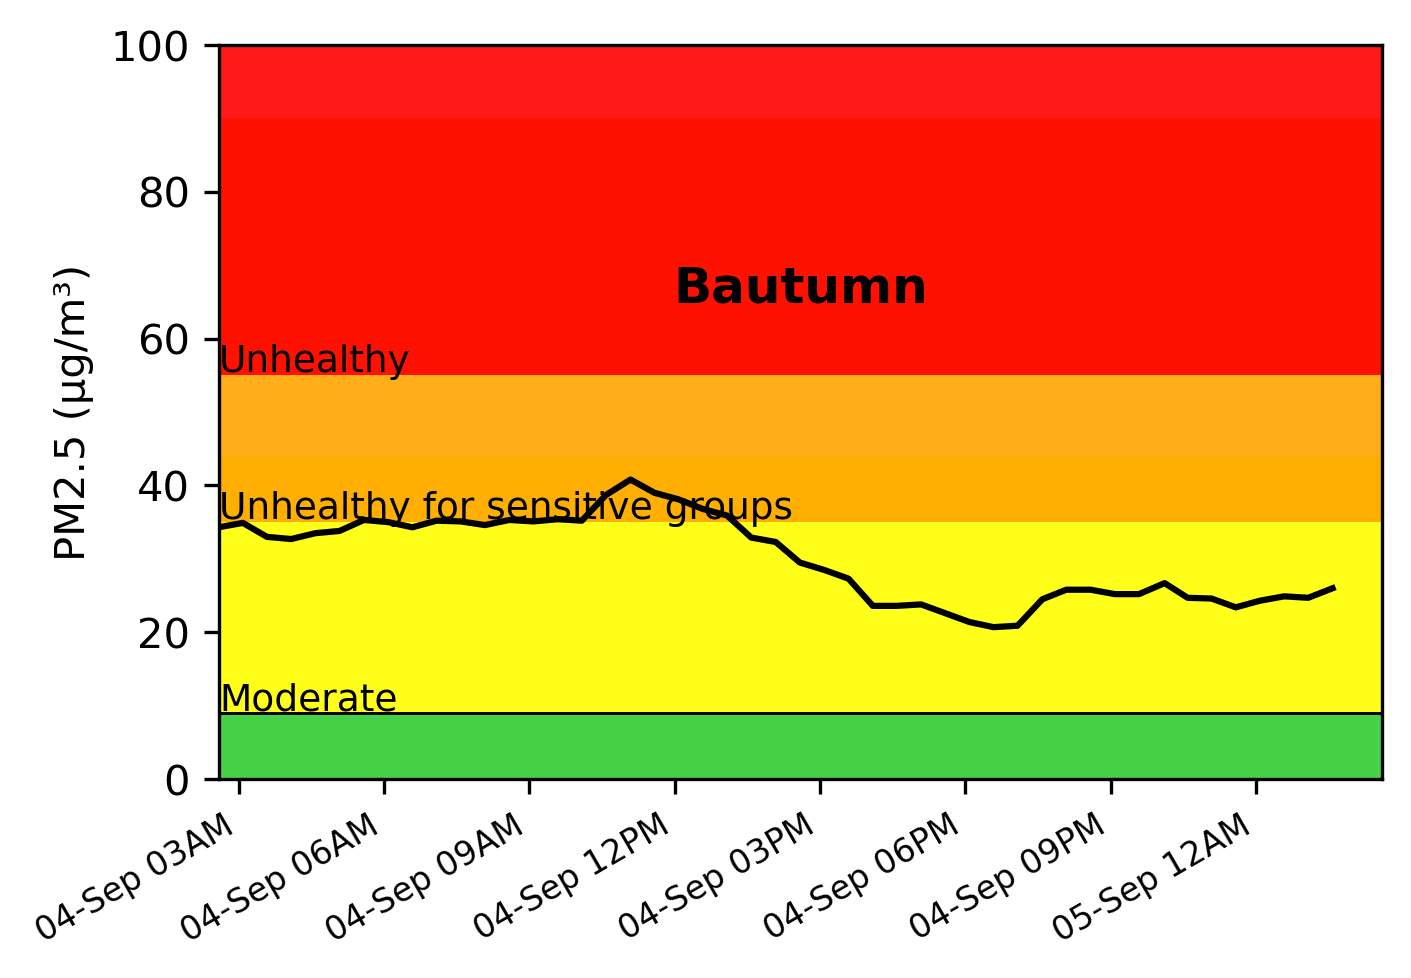 100
80
60
40
20
0
PM2.5 (µg/m³)
Bautumn
Unhealthy
Unhealthy for sensitive groups
Moderate
04-Sep 03AM
04-Sep 06AM
04-Sep 09AM
04-Sep 12PM
04-Sep 03PM
04-Sep 06PM
04-Sep 09PM
05-Sep 12AM